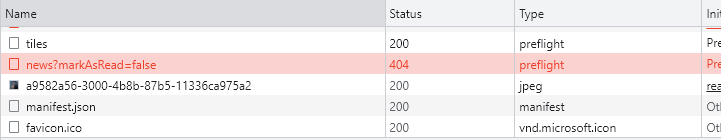 Name Status Type Init
tiles 200 preflight Pre
news?markAsRead=false 404 preflight Pre
a9582a56-3000-4b8b-87b5-11336ca975a2 200 jpeg rea
manifest.json 200 manifest Oth
favicon.ico 200 vnd.microsoft.icon Oth